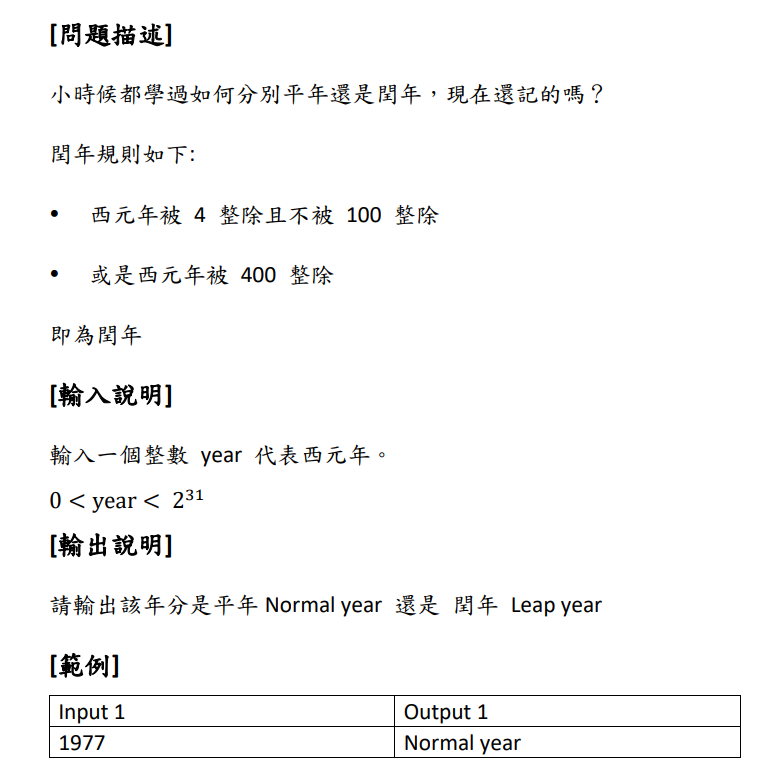 [問題描述]
小時候都學過如何分別平年還是閏年，現在還記的嗎？
閏年規則如下:
• 西元年被 4 整除且不被 100 整除
• 或是西元年被 400 整除
即為閏年
[輸入說明]
輸入一個整數 year 代表西元年。
0 < year < 2³¹
[輸出說明]
請輸出該年分是平年 Normal year 還是 閏年 Leap year
[範例]
Input 1 Output 1
1977 Normal year